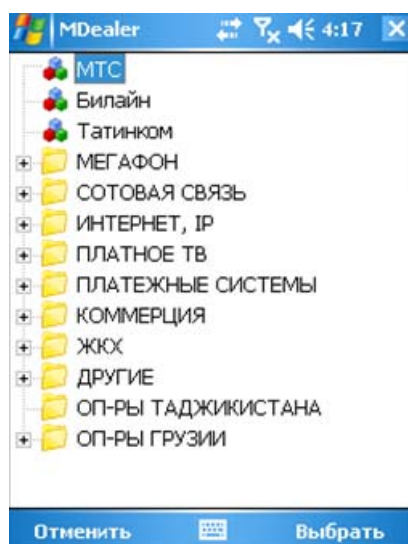 MDealer 4:17
МТС
Билайн
Татинком
МЕГАФОН
СОТОВАЯ СВЯЗЬ
ИНТЕРНЕТ, IP
ПЛАТНОЕ ТВ
ПЛАТЕЖНЫЕ СИСТЕМЫ
КОММЕРЦИЯ
ЖКХ
ДРУГИЕ
ОП-РЫ ТАДЖИКИСТАНА
ОП-РЫ ГРУЗИИ
Отменить Выбрать